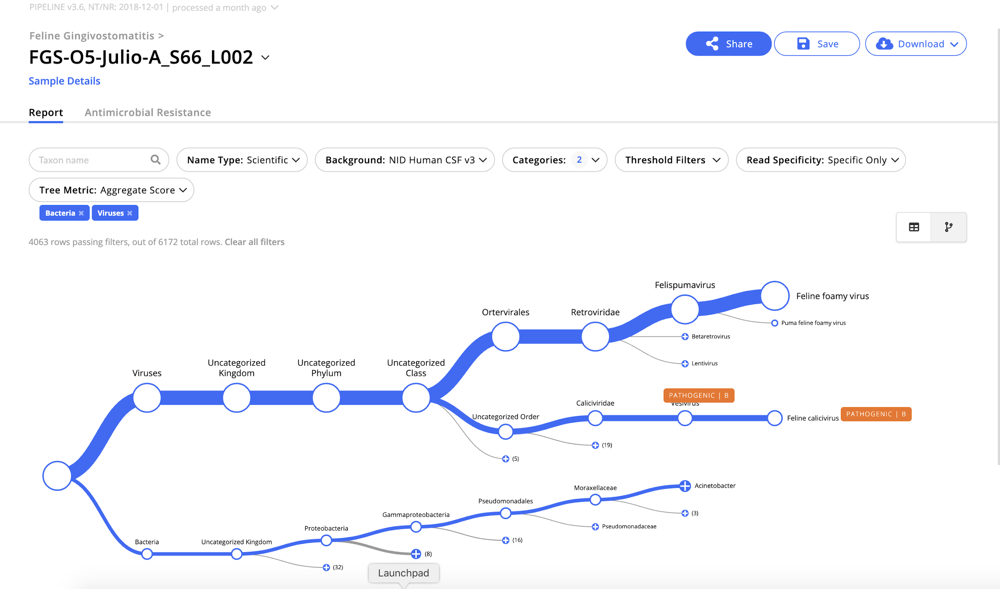 PIPELINE v3.6, NT/NR: 2018-12-01 | processed a month ago
Feline Gingivostomatitis >
FGS-O5-Julio-A_S66_L002
Share
Save
Download
Sample Details
Report
Antimicrobial Resistance
Taxon name
Name Type: Scientific
Background: NID Human CSF v3
Categories: 2
Threshold Filters
Read Specificity: Specific Only
Tree Metric: Aggregate Score
Bacteria ×
Viruses ×
4063 rows passing filters, out of 6172 total rows. Clear all filters
Felispumavirus
Feline foamy virus
Ortervirales
Retroviridae
Puma feline foamy virus
Betaretrovirus
Lentivirus
Viruses
Uncategorized
Kingdom
Uncategorized
Phylum
Uncategorized
Class
PATHOGENIC | B
Caliciviridae
Vesivirus
Feline calicivirus
PATHOGENIC | B
Uncategorized Order
(19)
(5)
Acinetobacter
Moraxellaceae
Pseudomonadales
(3)
Gammaproteobacteria
Pseudomonadaceae
Proteobacteria
(16)
Bacteria
Uncategorized Kingdom
(8)
(32)
Launchpad